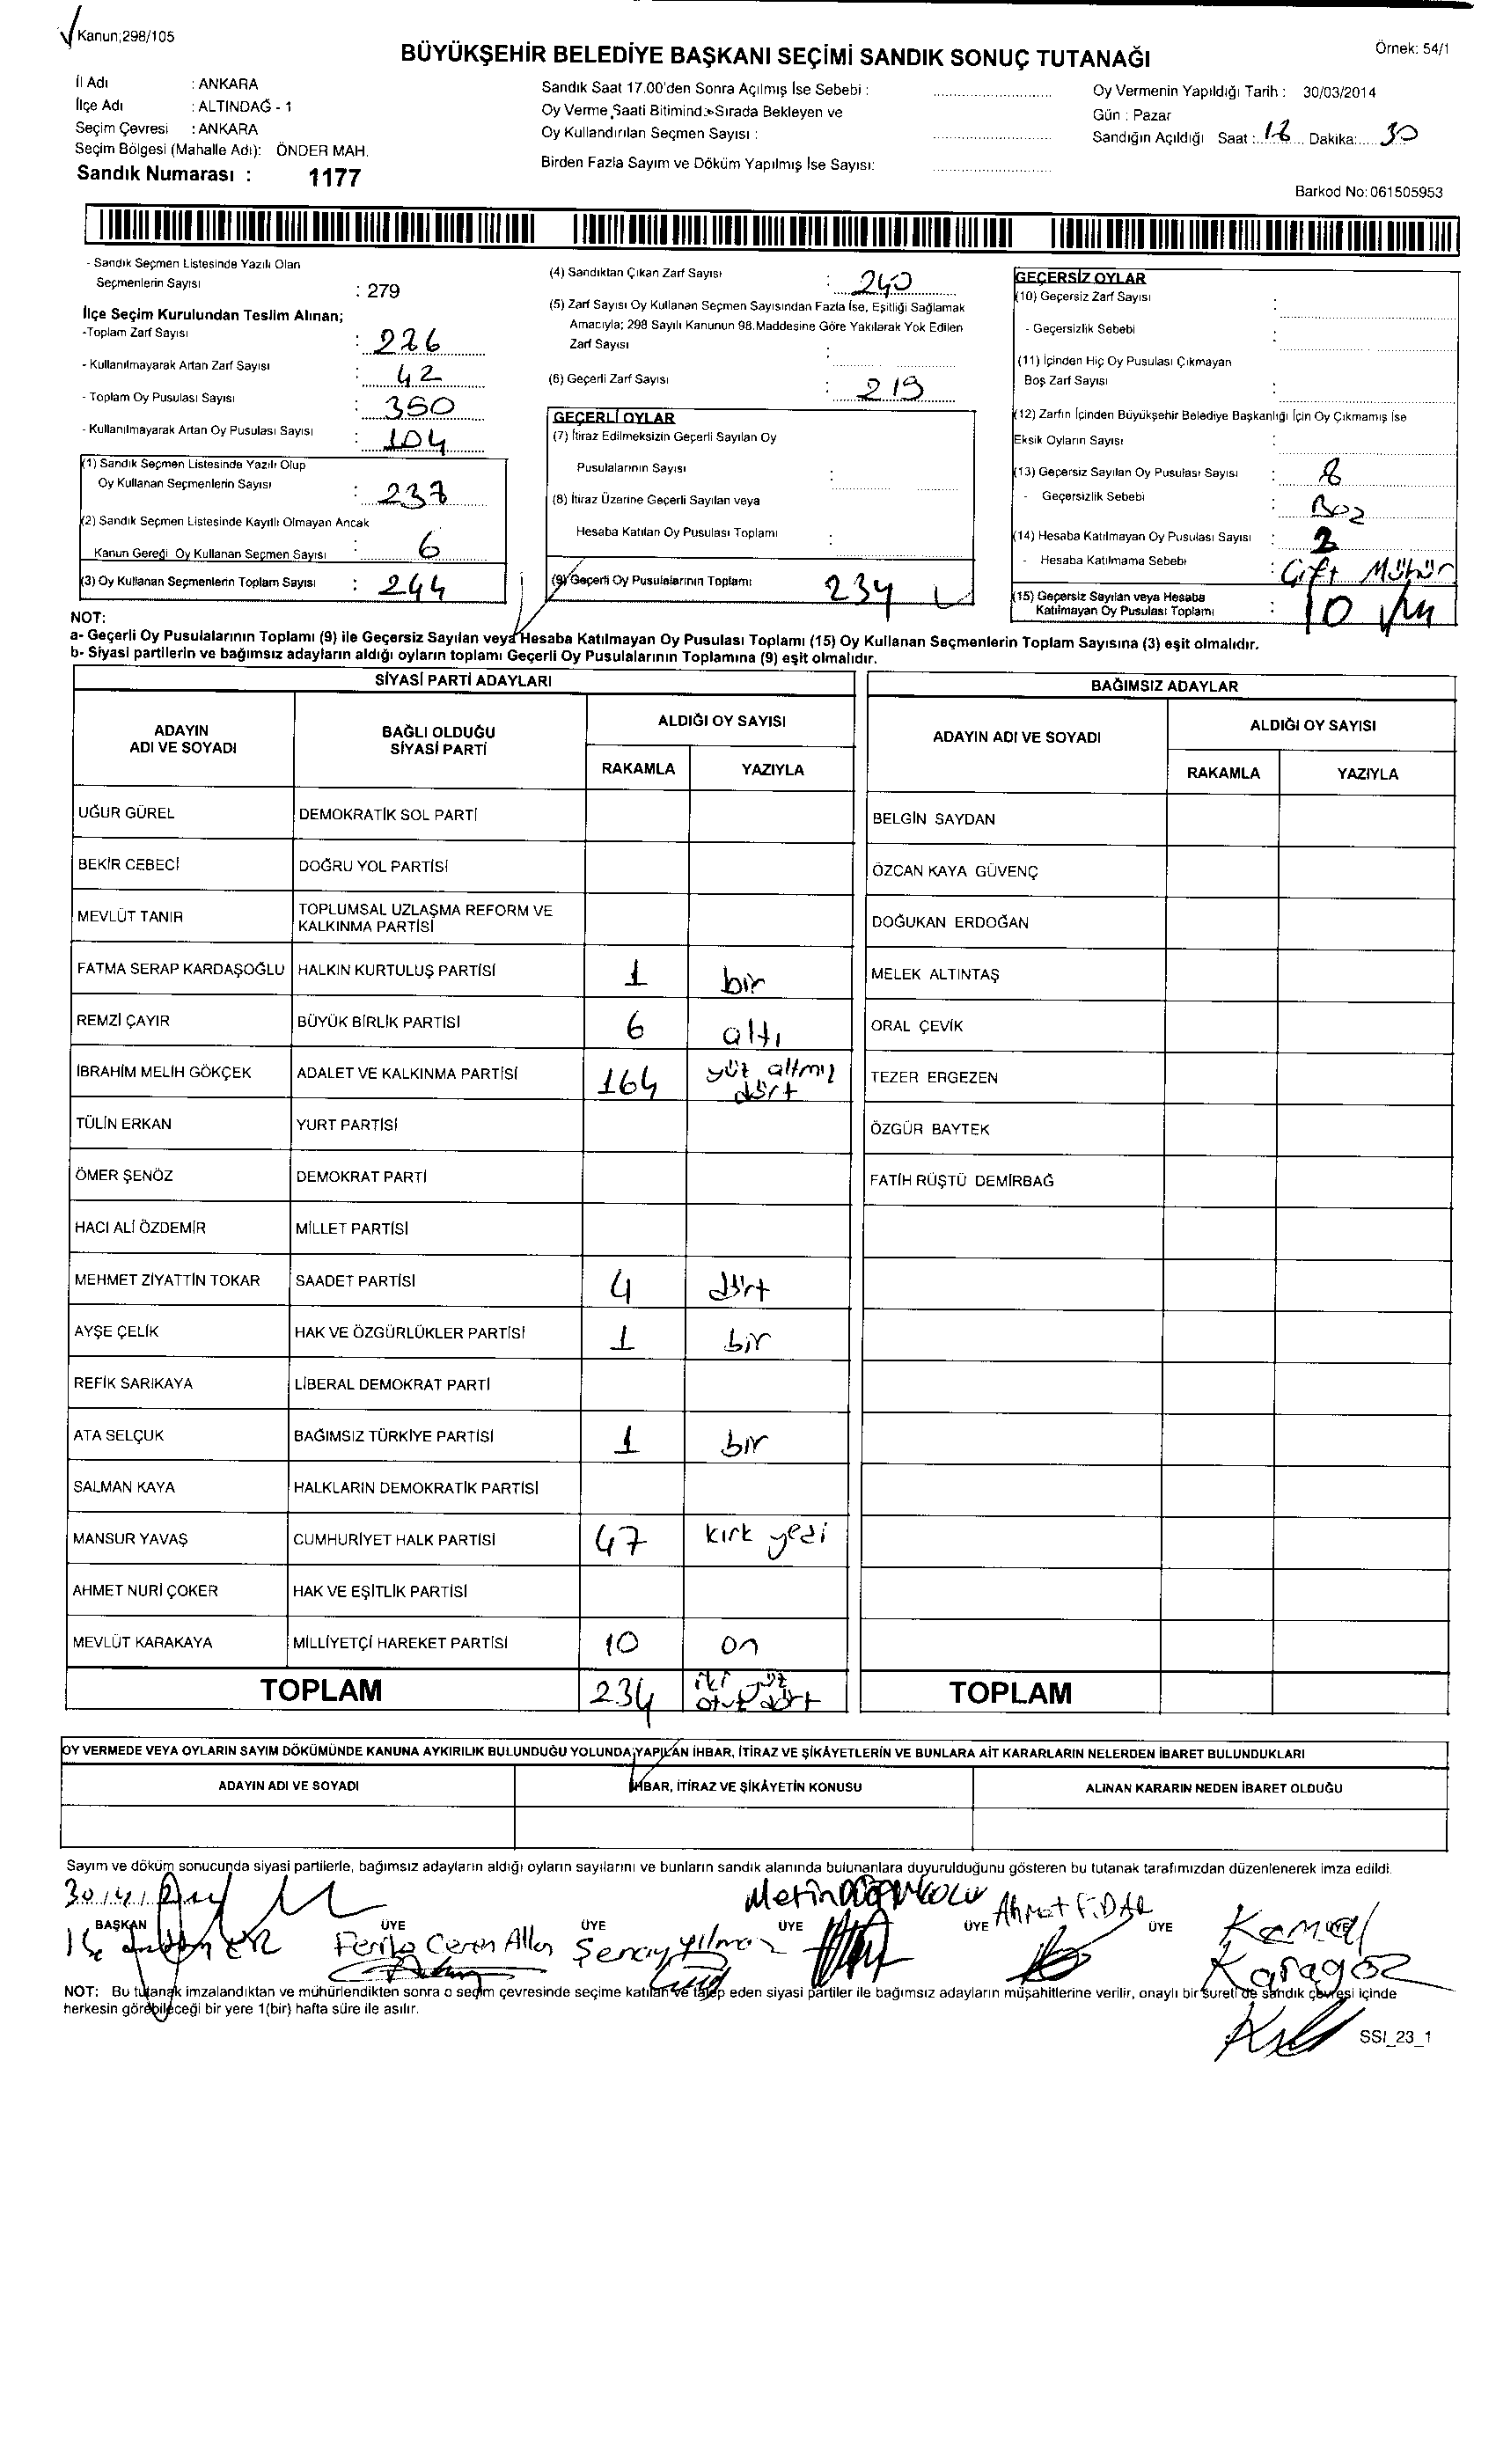 Kanun;298/105
BÜYÜKŞEHİR BELEDİYE BAŞKANI SEÇİMİ SANDIK SONUÇ TUTANAĞI
Örnek: 54/1
İl Adı : ANKARA
İlçe Adı : ALTINDAĞ - 1
Seçim Çevresi : ANKARA
Seçim Bölgesi (Mahalle Adı): ÖNDER MAH.
Sandık Numarası : 1177
Sandık Saat 17.00'den Sonra Açılmış İse Sebebi :
Oy Verme Saati Bitiminde Sırada Bekleyen ve
Oy Kullandırılan Seçmen Sayısı :
Birden Fazla Sayım ve Döküm Yapılmış İse Sayısı:
Oy Vermenin Yapıldığı Tarih : 30/03/2014
Gün : Pazar
Sandığın Açıldığı Saat : Dakika: 30
Barkod No: 061505953
- Sandık Seçmen Listesinde Yazılı Olan
Seçmenlerin Sayısı : 279
İlçe Seçim Kurulundan Teslim Alınan;
-Toplam Zarf Sayısı :
- Kullanılmayarak Artan Zarf Sayısı : 42
- Toplam Oy Pusulası Sayısı : 350
- Kullanılmayarak Artan Oy Pusulası Sayısı : 104
(1) Sandık Seçmen Listesinde Yazılı Olup
Oy Kullanan Seçmenlerin Sayısı :
(2) Sandık Seçmen Listesinde Kayıtlı Olmayan Ancak
Kanun Gereği Oy Kullanan Seçmen Sayısı : 6
(3) Oy Kullanan Seçmenlerin Toplam Sayısı : 244
(4) Sandıktan Çıkan Zarf Sayısı : 240
(5) Zarf Sayısı Oy Kullanan Seçmen Sayısından Fazla İse, Eşitliği Sağlamak
Amacıyla; 298 Sayılı Kanunun 98.Maddesine Göre Yakılarak Yok Edilen
Zarf Sayısı :
(6) Geçerli Zarf Sayısı : 219
GEÇERLİ OYLAR
(7) İtiraz Edilmeksizin Geçerli Sayılan Oy
Pusulalarının Sayısı :
(8) İtiraz Üzerine Geçerli Sayılan veya
Hesaba Katılan Oy Pusulası Toplamı :
(9) Geçerli Oy Pusulalarının Toplamı 234
GEÇERSİZ OYLAR
(10) Geçersiz Zarf Sayısı :
- Geçersizlik Sebebi :
(11) İçinden Hiç Oy Pusulası Çıkmayan
Boş Zarf Sayısı :
(12) Zarfın İçinden Büyükşehir Belediye Başkanlığı İçin Oy Çıkmamış İse
Eksik Oyların Sayısı :
(13) Geçersiz Sayılan Oy Pusulası Sayısı : 8
- Geçersizlik Sebebi :
(14) Hesaba Katılmayan Oy Pusulası Sayısı : 2
- Hesaba Katılmama Sebebi : Çift Mühür
(15) Geçersiz Sayılan veya Hesaba
Katılmayan Oy Pusulası Toplamı : 10
NOT:
a- Geçerli Oy Pusulalarının Toplamı (9) ile Geçersiz Sayılan veya Hesaba Katılmayan Oy Pusulası Toplamı (15) Oy Kullanan Seçmenlerin Toplam Sayısına (3) eşit olmalıdır.
b- Siyasi partilerin ve bağımsız adayların aldığı oyların toplamı Geçerli Oy Pusulalarının Toplamına (9) eşit olmalıdır.
SİYASİ PARTİ ADAYLARI
ADAYIN ADI VE SOYADI
BAĞLI OLDUĞU SİYASİ PARTİ
ALDIĞI OY SAYISI
RAKAMLA YAZIYLA
UĞUR GÜREL DEMOKRATİK SOL PARTİ
BEKİR CEBECİ DOĞRU YOL PARTİSİ
MEVLÜT TANIR TOPLUMSAL UZLAŞMA REFORM VE
KALKINMA PARTİSİ
FATMA SERAP KARDAŞOĞLU HALKIN KURTULUŞ PARTİSİ 1 bir
REMZİ ÇAYIR BÜYÜK BİRLİK PARTİSİ 6 altı
İBRAHİM MELİH GÖKÇEK ADALET VE KALKINMA PARTİSİ 164 yüz altmış
dört
TÜLİN ERKAN YURT PARTİSİ
ÖMER ŞENÖZ DEMOKRAT PARTİ
HACI ALİ ÖZDEMİR MİLLET PARTİSİ
MEHMET ZİYATTİN TOKAR SAADET PARTİSİ 4 dört
AYŞE ÇELİK HAK VE ÖZGÜRLÜKLER PARTİSİ 1 bir
REFİK SARIKAYA LİBERAL DEMOKRAT PARTİ
ATA SELÇUK BAĞIMSIZ TÜRKİYE PARTİSİ 1 bir
SALMAN KAYA HALKLARIN DEMOKRATİK PARTİSİ
MANSUR YAVAŞ CUMHURİYET HALK PARTİSİ 47 kırk yedi
AHMET NURİ ÇOKER HAK VE EŞİTLİK PARTİSİ
MEVLÜT KARAKAYA MİLLİYETÇİ HAREKET PARTİSİ 10 on
TOPLAM 234 iki yüz
otuz dört
BAĞIMSIZ ADAYLAR
ADAYIN ADI VE SOYADI
ALDIĞI OY SAYISI
RAKAMLA YAZIYLA
BELGİN SAYDAN
ÖZCAN KAYA GÜVENÇ
DOĞUKAN ERDOĞAN
MELEK ALTINTAŞ
ORAL ÇEVİK
TEZER ERGEZEN
ÖZGÜR BAYTEK
FATİH RÜŞTÜ DEMİRBAĞ
TOPLAM
OY VERMEDE VEYA OYLARIN SAYIM DÖKÜMÜNDE KANUNA AYKIRILIK BULUNDUĞU YOLUNDA YAPILAN İHBAR, İTİRAZ VE ŞİKÂYETLERİN VE BUNLARA AİT KARARLARIN NELERDEN İBARET BULUNDUKLARI
ADAYIN ADI VE SOYADI İHBAR, İTİRAZ VE ŞİKÂYETİN KONUSU ALINAN KARARIN NEDEN İBARET OLDUĞU
Sayım ve döküm sonucunda siyasi partilerle, bağımsız adayların aldığı oyların sayılarını ve bunların sandık alanında bulunanlara duyurulduğunu gösteren bu tutanak tarafımızdan düzenlenerek imza edildi.
BAŞKAN ÜYE ÜYE ÜYE ÜYE ÜYE
Metin
Ahmet FİDAL
Ceren
Şenay Yılmaz
Kemal
Karagöz
NOT: Bu tutanak imzalandıktan ve mühürlendikten sonra o seçim çevresinde seçime katılan ve talep eden siyasi partiler ile bağımsız adayların müşahitlerine verilir, onaylı bir sureti de sandık çevresi içinde
herkesin görebileceği bir yere 1(bir) hafta süre ile asılır.
SSI_23_1